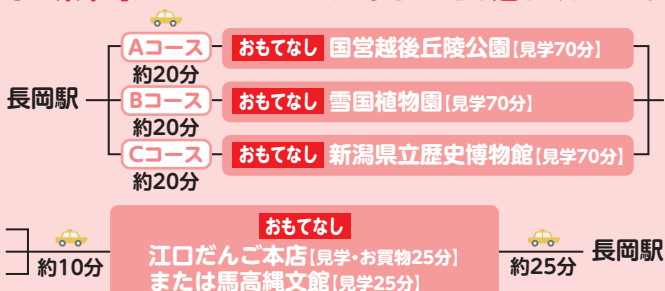 Aコース おもてなし 国営越後丘陵公園[見学70分]
約20分
長岡駅 Bコース おもてなし 雪国植物園[見学70分]
約20分
Cコース おもてなし 新潟県立歴史博物館[見学70分]
約20分
おもてなし
江口だんご本店[見学・お買物25分]
または馬高縄文館[見学25分]
約10分
約25分
長岡駅